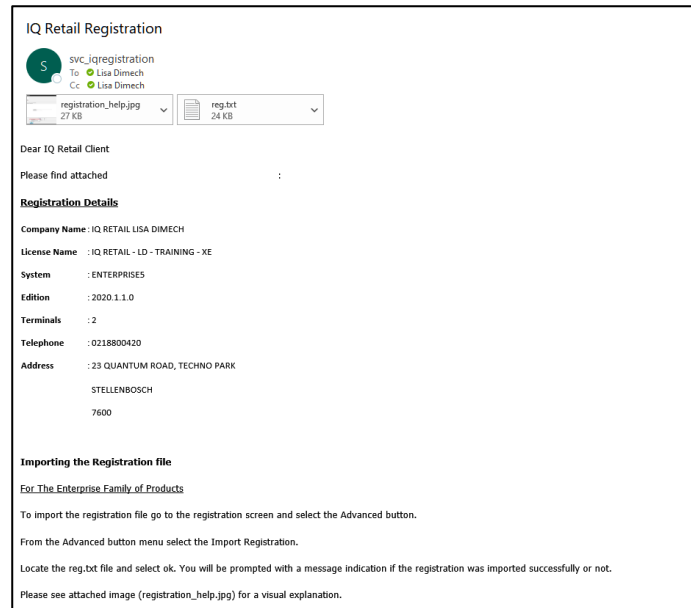 IQ Retail Registration
S
svc_iqregistration
To Lisa Dimech
Cc Lisa Dimech
registration_help.jpg
27 KB
reg.txt
24 KB
Dear IQ Retail Client
Please find attached :
Registration Details
Company Name : IQ RETAIL LISA DIMECH
License Name : IQ RETAIL - LD - TRAINING - XE
System : ENTERPRISE5
Edition : 2020.1.1.0
Terminals : 2
Telephone : 0218800420
Address : 23 QUANTUM ROAD, TECHNO PARK
STELLENBOSCH
7600
Importing the Registration file
For The Enterprise Family of Products
To import the registration file go to the registration screen and select the Advanced button.
From the Advanced button menu select the Import Registration.
Locate the reg.txt file and select ok. You will be prompted with a message indication if the registration was imported successfully or not.
Please see attached image (registration_help.jpg) for a visual explanation.